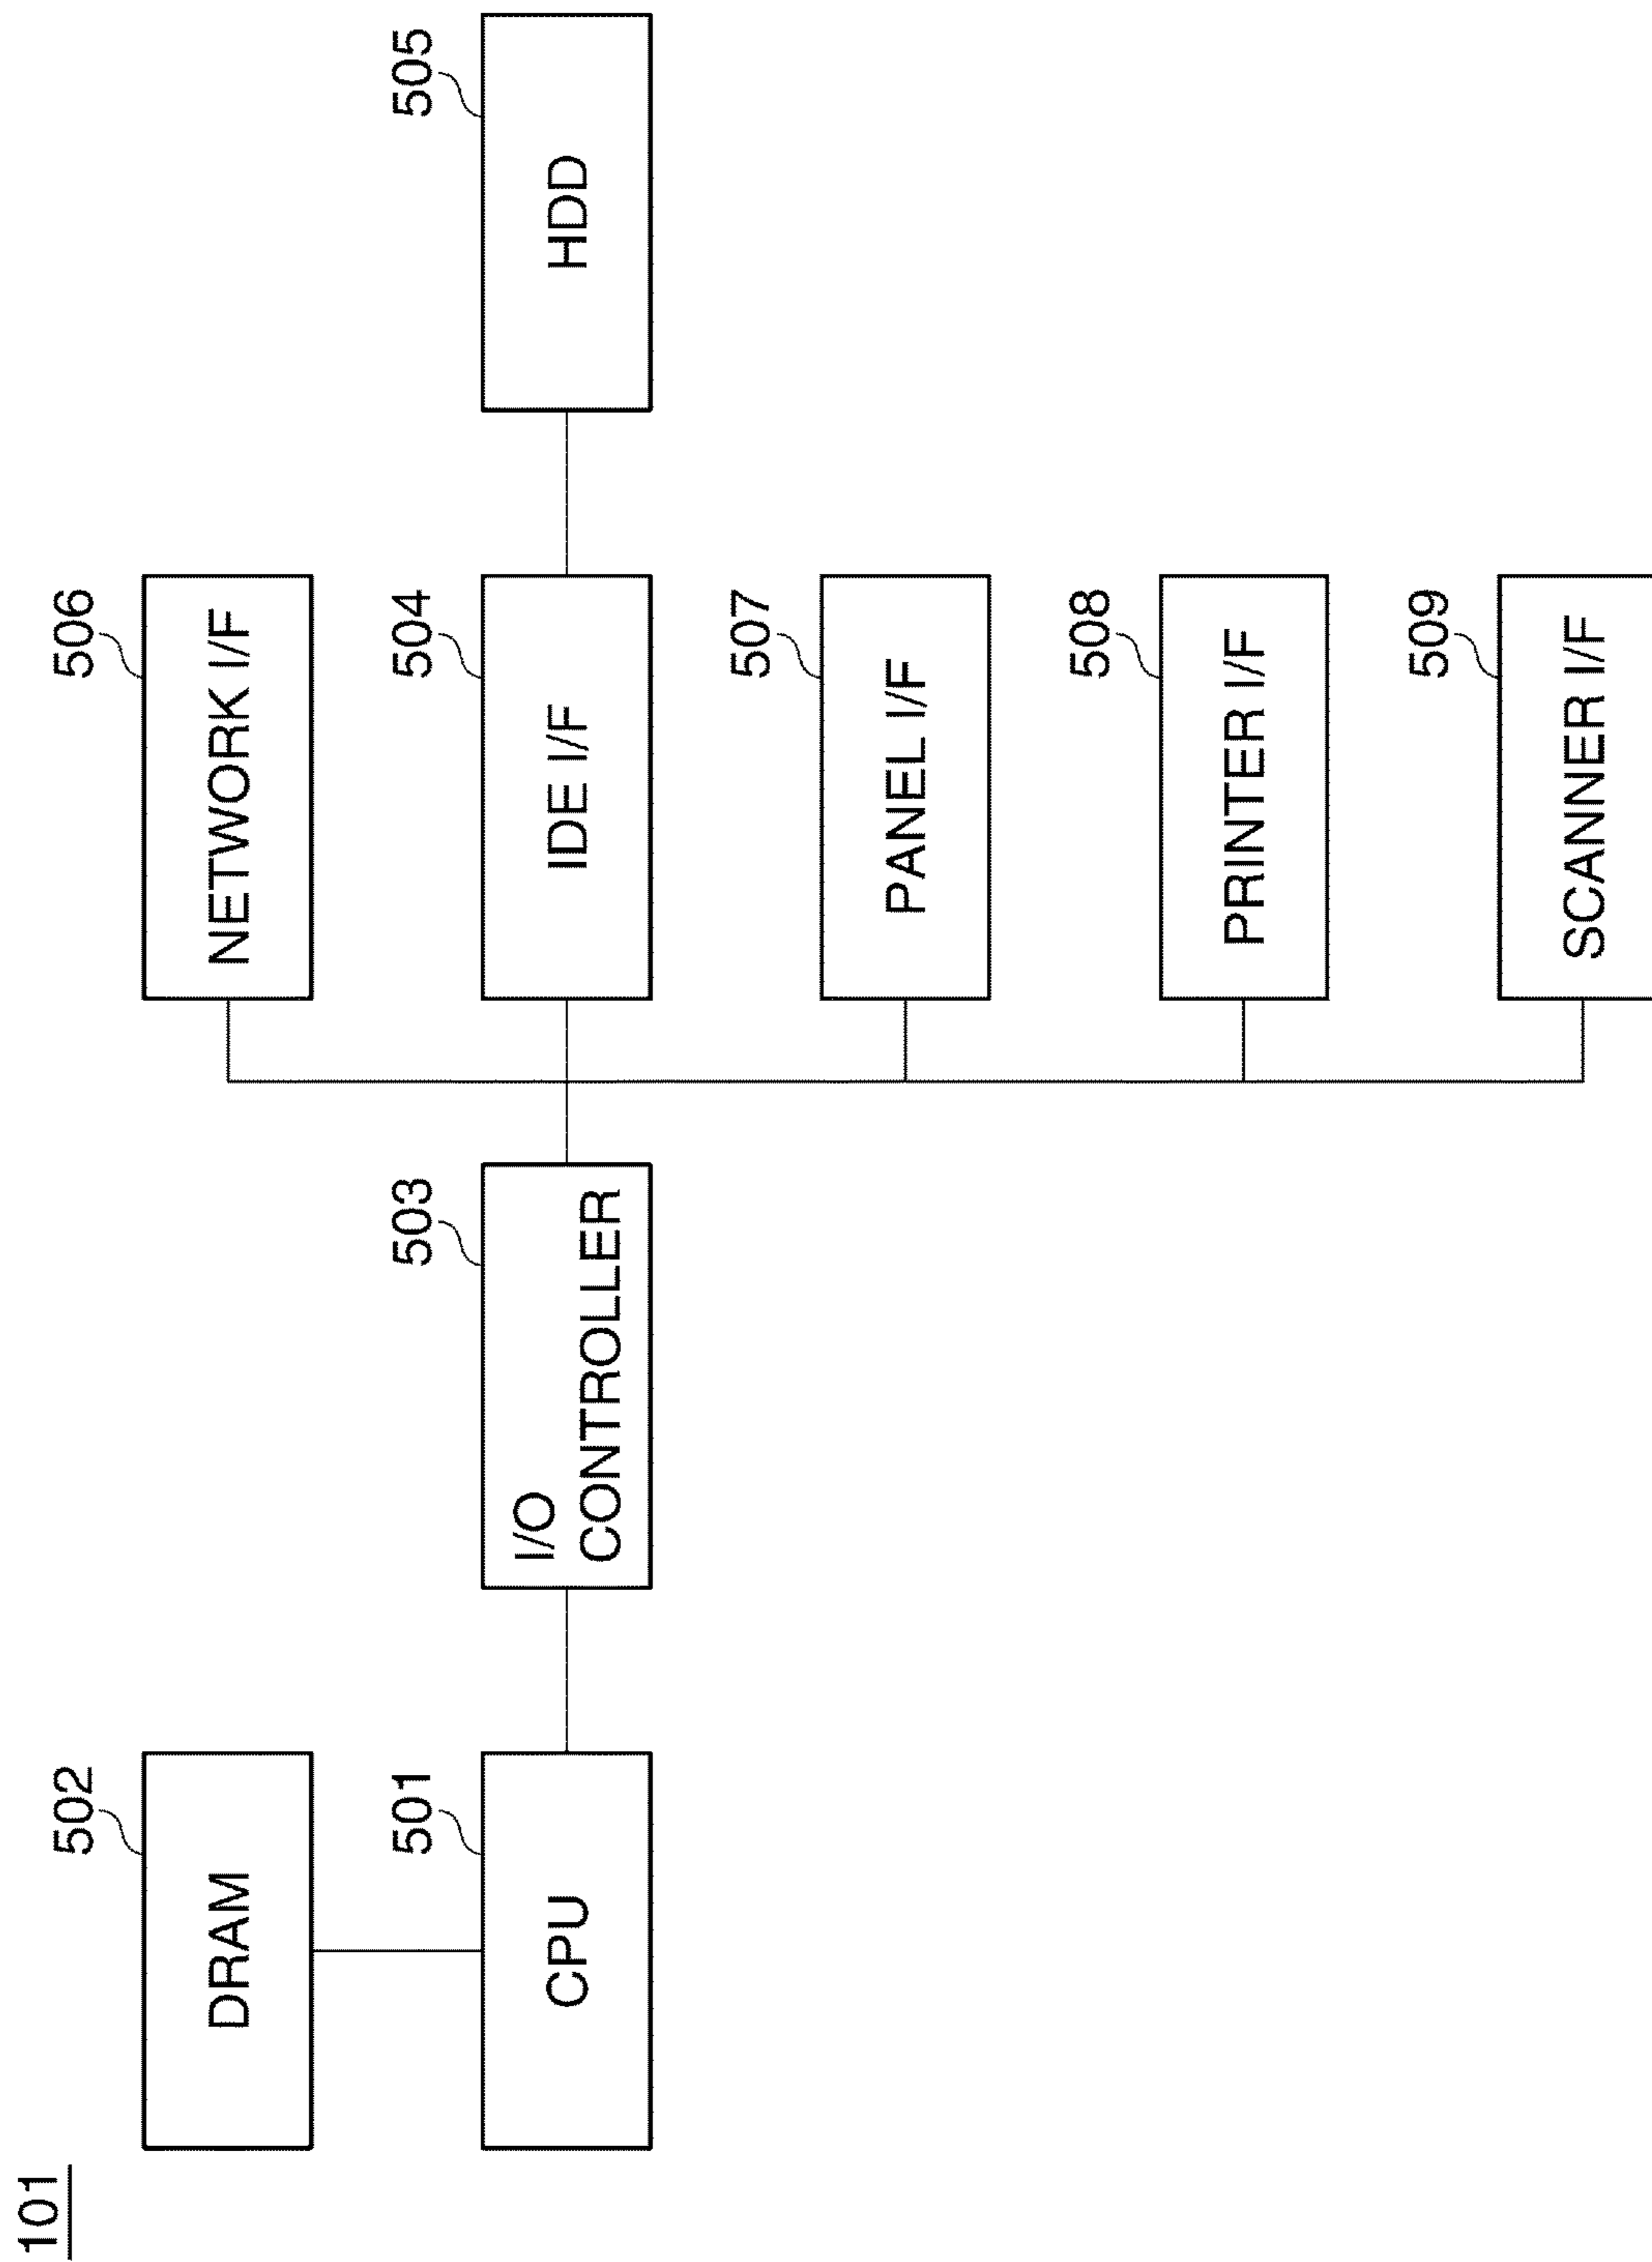 101
502
DRAM
501
CPU
503
I/O
CONTROLLER
506
NETWORK I/F
504
IDE I/F
505
HDD
507
PANEL I/F
508
PRINTER I/F
509
SCANNER I/F